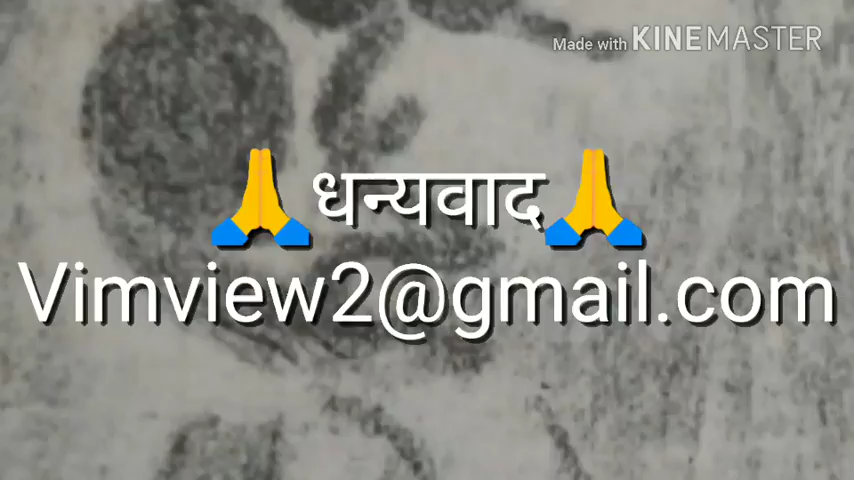 Made with KINEMASTER
🙏धन्यवाद🙏
Vimview2@gmail.com